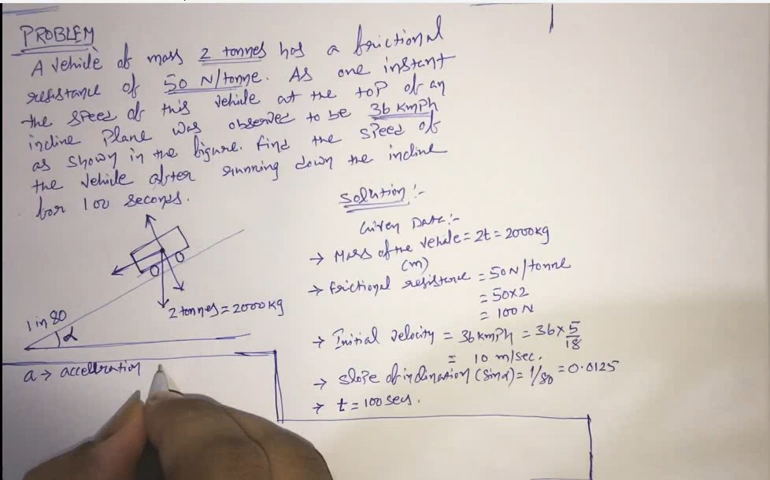 PROBLEM
A vehicle of mass 2 tonnes has a frictional
resistance of 50 N/tonne. As one instant
the speed of this vehicle at the top of an
incline plane was observed to be 36 kmph
as shown in the figure. Find the speed of
the vehicle after running down the incline
for 100 seconds.
1 in 80
α
2 tonnes = 2000 kg
a → accelleration
Solution :-
Given Data :-
→ Mass of the vehicle = 2t = 2000kg
(m)
→ Frictional resistance = 50 N/tonne
= 50×2
= 100 N
→ Initial velocity = 36 kmph = 36 × 5/18
= 10 m/sec.
→ Slope of inclination (sinα) = 1/80 = 0.0125
→ t = 100 secs.